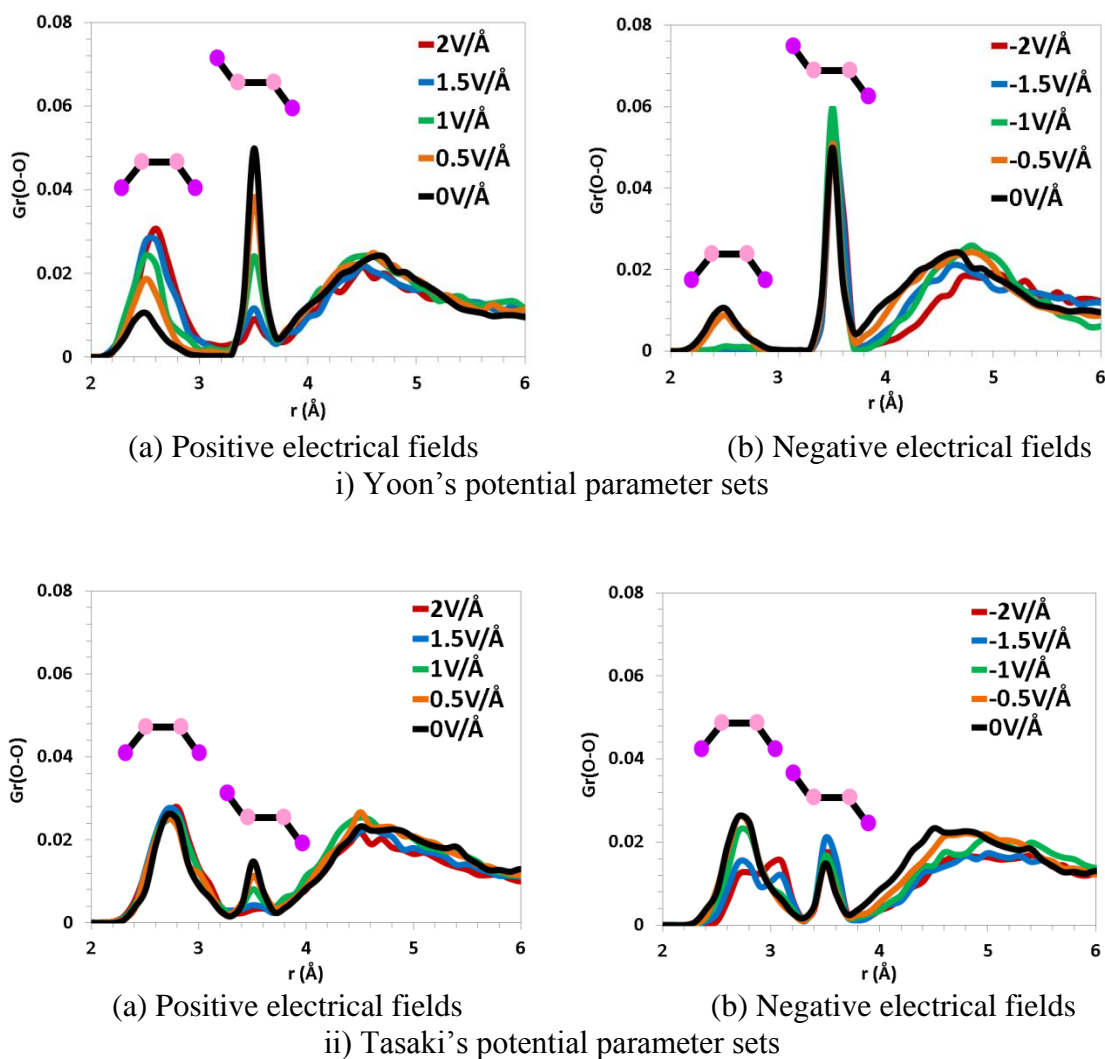 0.08
0.06
0.04
0.02
0
Gr(O-O)
2V/Å
1.5V/Å
1V/Å
0.5V/Å
0V/Å
2 3 4 5 6
r (Å)
(a) Positive electrical fields
0.08
0.06
0.04
0.02
0
Gr(O-O)
-2V/Å
-1.5V/Å
-1V/Å
-0.5V/Å
0V/Å
2 3 4 5 6
r (Å)
(b) Negative electrical fields
i) Yoon's potential parameter sets
0.08
0.06
0.04
0.02
0
Gr(O-O)
2V/Å
1.5V/Å
1V/Å
0.5V/Å
0V/Å
2 3 4 5 6
r (Å)
(a) Positive electrical fields
0.08
0.06
0.04
0.02
0
Gr(O-O)
-2V/Å
-1.5V/Å
-1V/Å
-0.5V/Å
0V/Å
2 3 4 5 6
r (Å)
(b) Negative electrical fields
ii) Tasaki's potential parameter sets